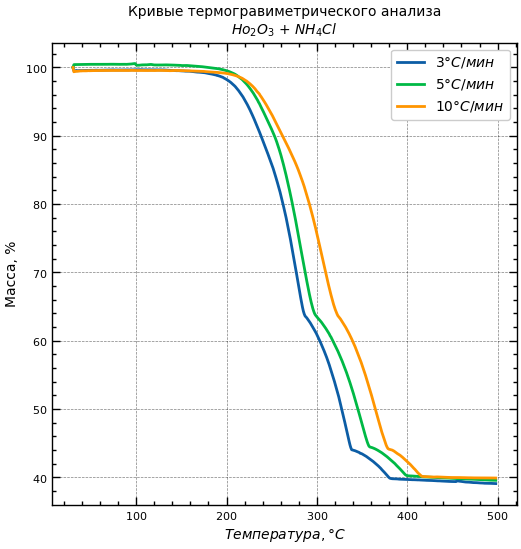 Кривые термогравиметрического анализа
Ho₂O₃ + NH₄Cl
3°C/мин
5°C/мин
10°C/мин
Масса, %
100
90
80
70
60
50
40
100 200 300 400 500
Температура, °C